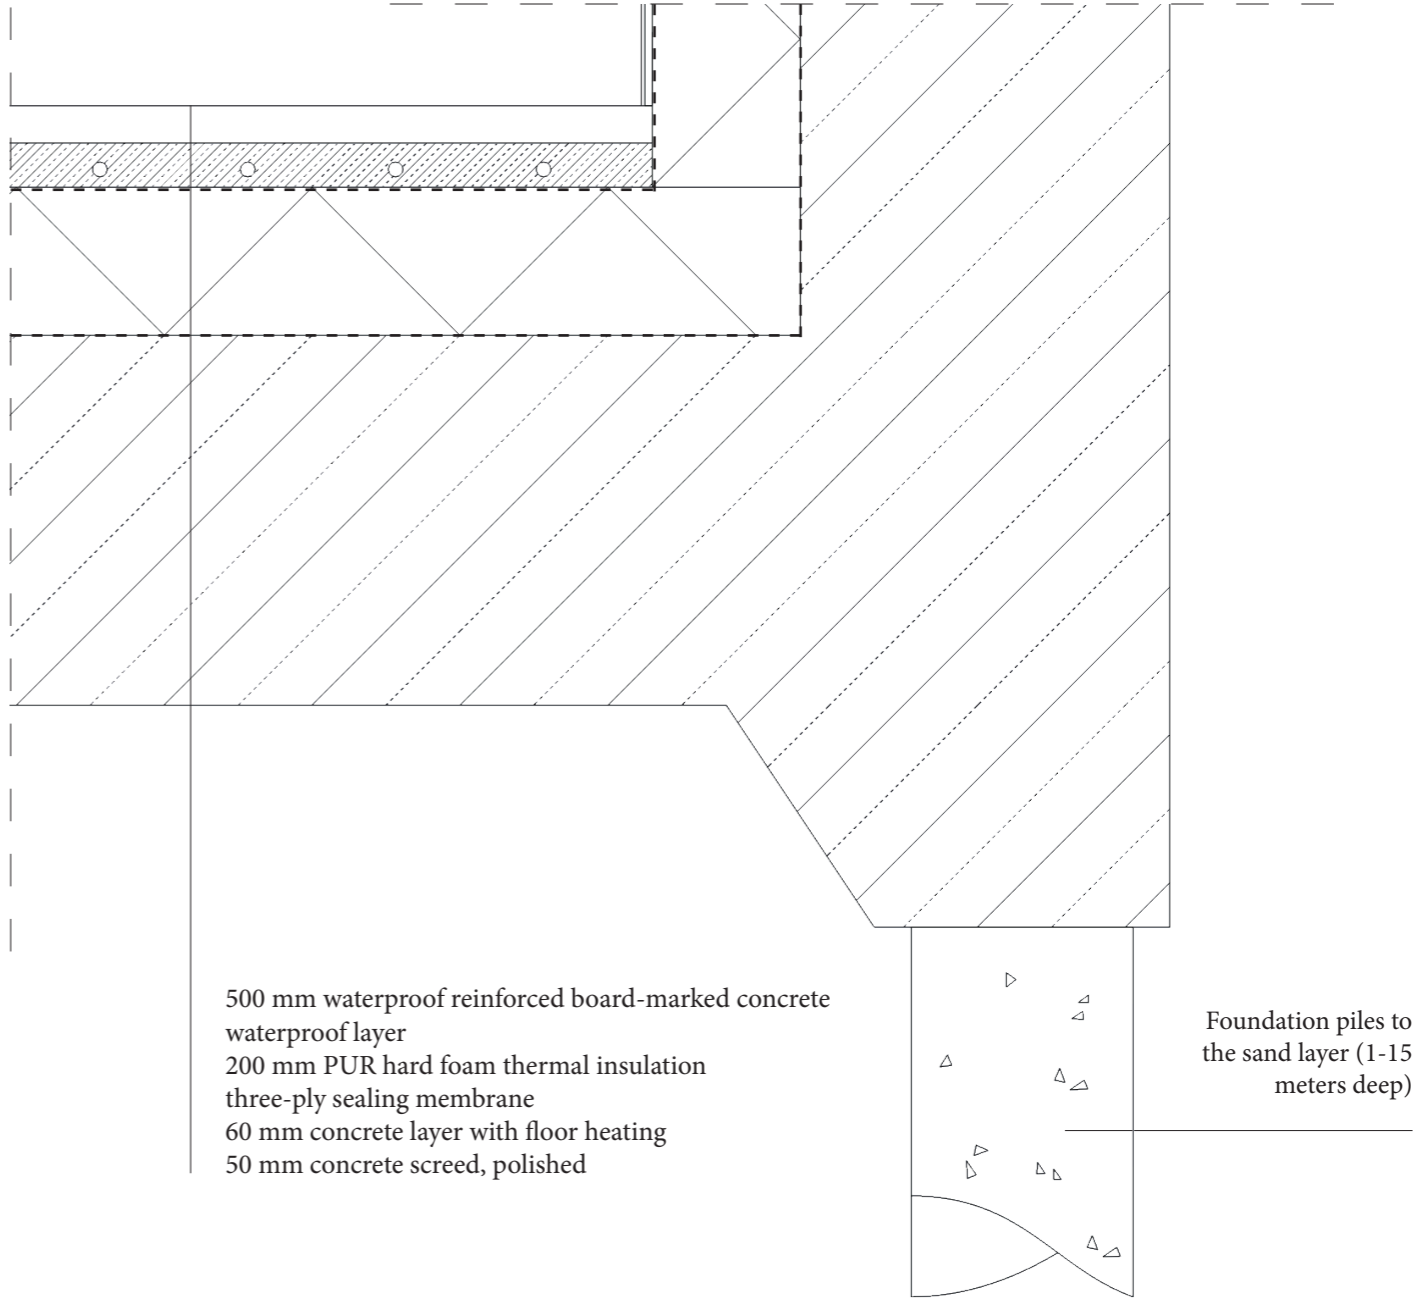 500 mm waterproof reinforced board-marked concrete
waterproof layer
200 mm PUR hard foam thermal insulation
three-ply sealing membrane
60 mm concrete layer with floor heating
50 mm concrete screed, polished
Foundation piles to
the sand layer (1-15
meters deep)